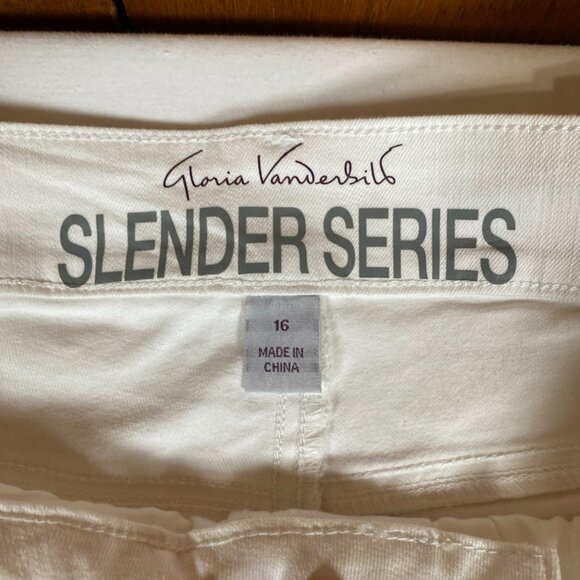 Gloria Vanderbilt
SLENDER SERIES
16
MADE IN
CHINA